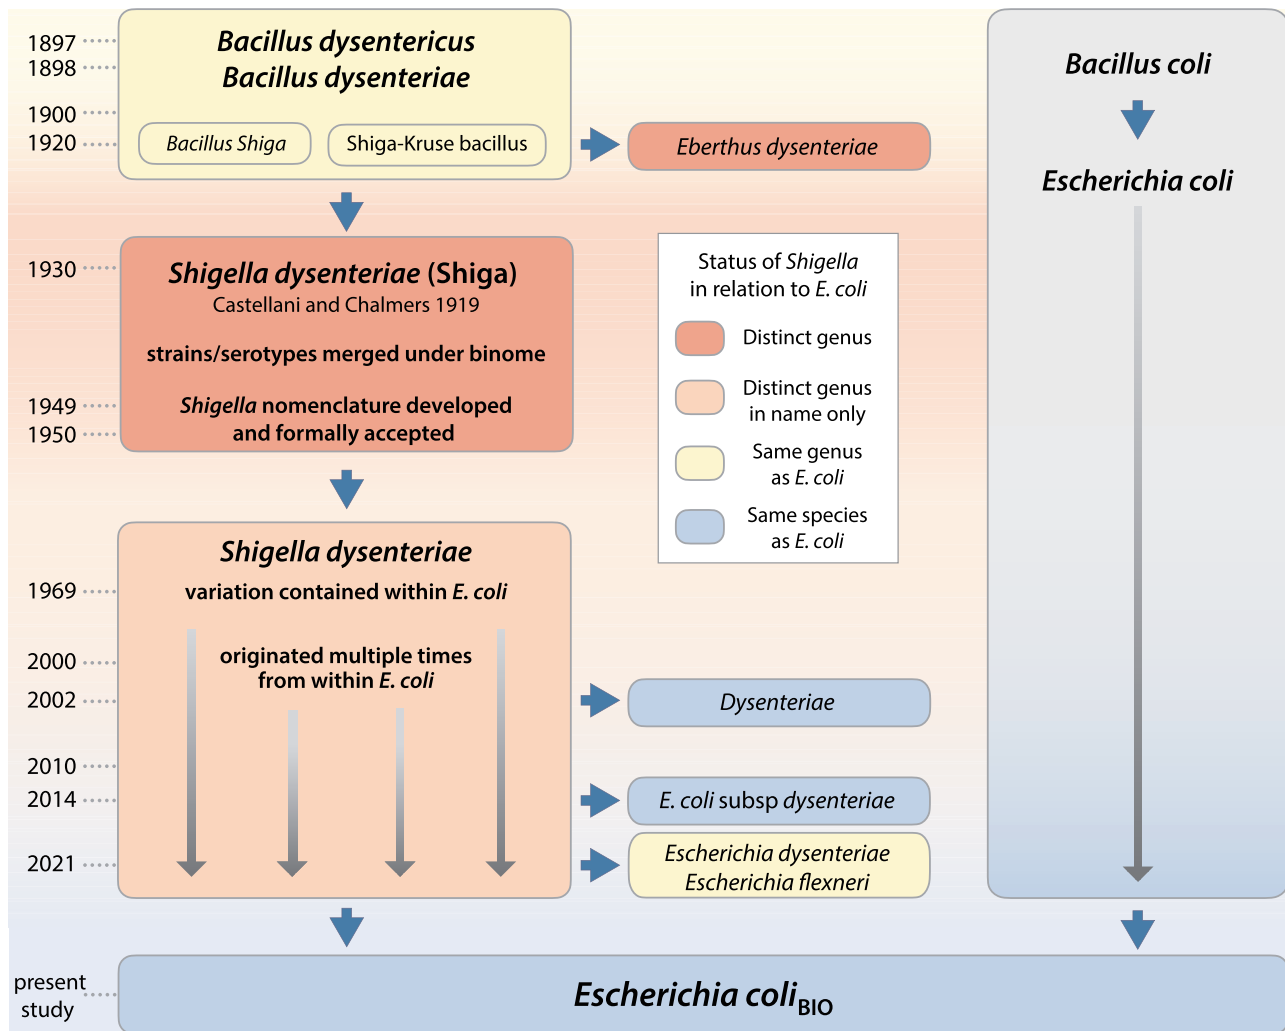 1897
1898
1900
1920
Bacillus dysentericus
Bacillus dysenteriae
Bacillus Shiga
Shiga-Kruse bacillus
Eberthus dysenteriae
Bacillus coli
Escherichia coli
1930
1949
1950
Shigella dysenteriae (Shiga)
Castellani and Chalmers 1919
strains/serotypes merged under binome
Shigella nomenclature developed
and formally accepted
Status of Shigella
in relation to E. coli
Distinct genus
Distinct genus
in name only
Same genus
as E. coli
Same species
as E. coli
1969
2000
2002
2010
2014
2021
Shigella dysenteriae
variation contained within E. coli
originated multiple times
from within E. coli
Dysenteriae
E. coli subsp dysenteriae
Escherichia dysenteriae
Escherichia flexneri
present
study
Escherichia coliBIO